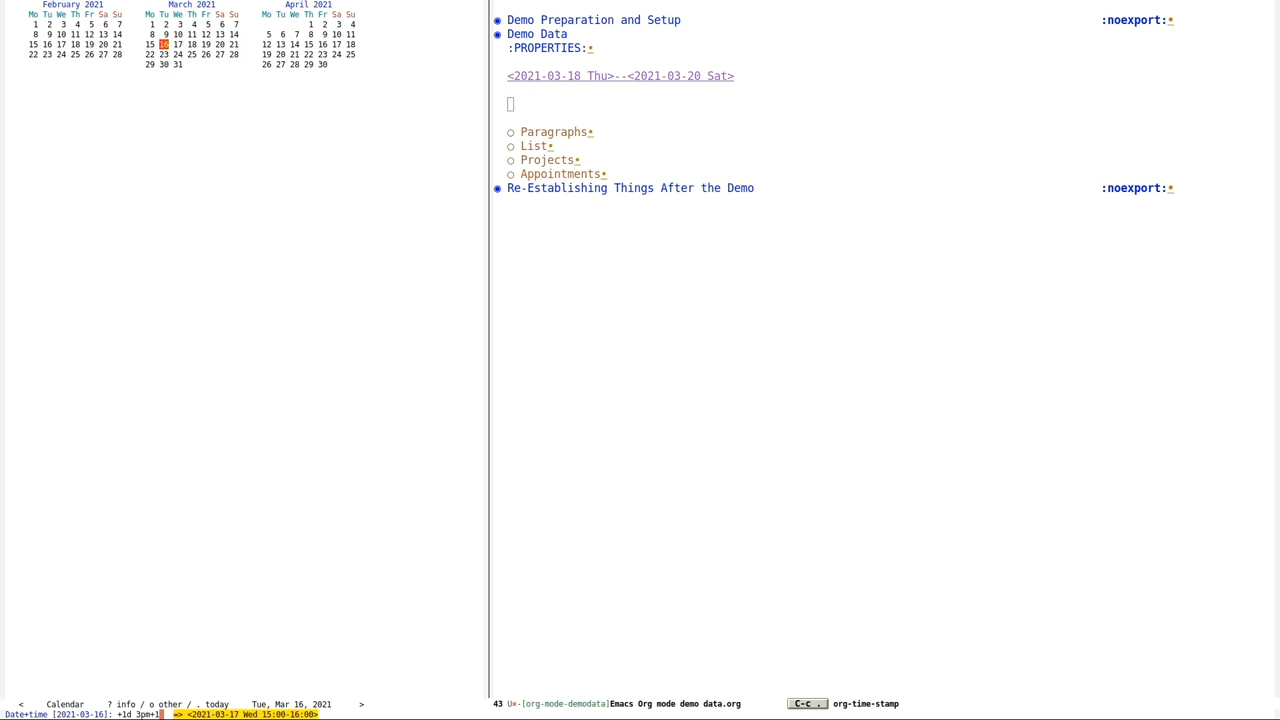 February 2021 March 2021 April 2021
Mo Tu We Th Fr Sa Su Mo Tu We Th Fr Sa Su Mo Tu We Th Fr Sa Su
1 2 3 4 5 6 7 1 2 3 4 5 6 7 1 2 3 4
8 9 10 11 12 13 14 8 9 10 11 12 13 14 5 6 7 8 9 10 11
15 16 17 18 19 20 21 15 16 17 18 19 20 21 12 13 14 15 16 17 18
22 23 24 25 26 27 28 22 23 24 25 26 27 28 19 20 21 22 23 24 25
29 30 31 26 27 28 29 30
◉ Demo Preparation and Setup :noexport:•
◉ Demo Data
:PROPERTIES:•
<2021-03-18 Thu>--<2021-03-20 Sat>
○ Paragraphs•
○ List•
○ Projects•
○ Appointments•
◉ Re-Establishing Things After the Demo :noexport:•
< Calendar ? info / o other / . today Tue, Mar 16, 2021 >
43 U×-[org-mode-demodata]Emacs Org mode demo data.org C-c . org-time-stamp
Date+time [2021-03-16]: +1d 3pm+1 => <2021-03-17 Wed 15:00-16:00>